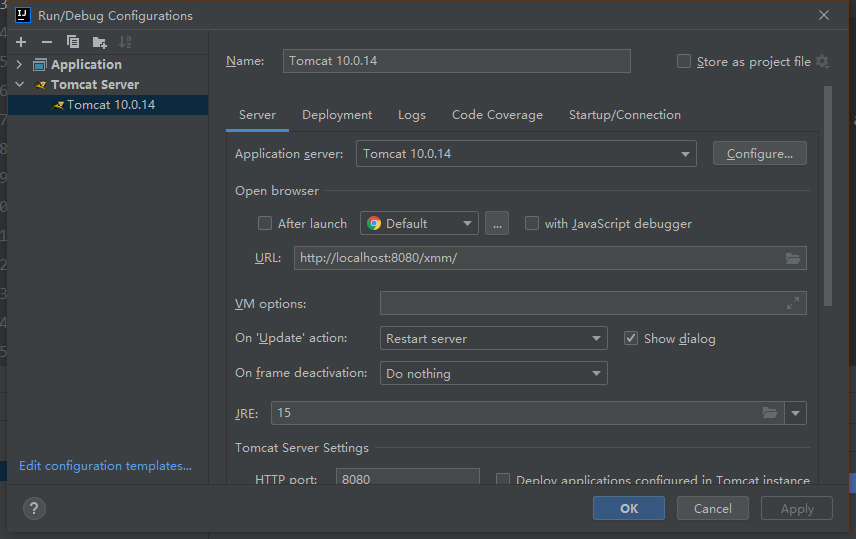 Run/Debug Configurations
Application
Tomcat Server
Tomcat 10.0.14
Edit configuration templates...
Name: Tomcat 10.0.14 Store as project file
Server Deployment Logs Code Coverage Startup/Connection
Application server: Tomcat 10.0.14 Configure...
Open browser
After launch Default ... with JavaScript debugger
URL: http://localhost:8080/xmm/
VM options:
On 'Update' action: Restart server Show dialog
On frame deactivation: Do nothing
JRE: 15
Tomcat Server Settings
HTTP port: 8080 Deploy applications configured in Tomcat instance
? OK Cancel Apply